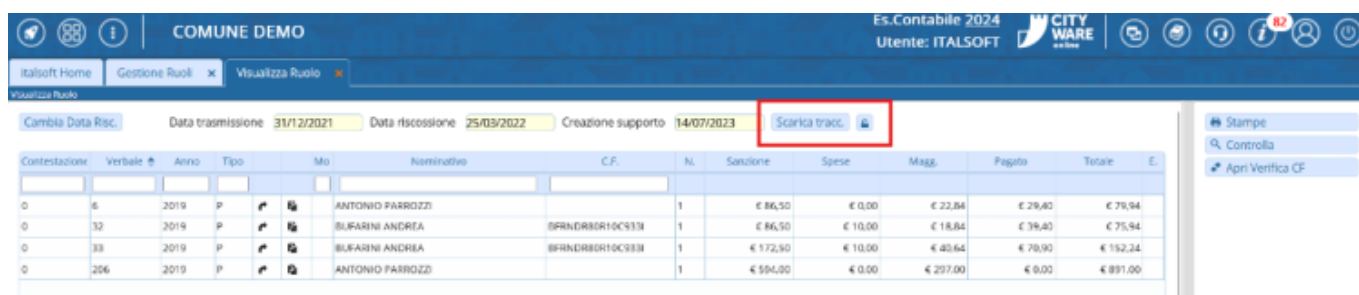 COMUNE DEMO
Es.Contabile 2024
Utente: ITALSOFT
CITY
WARE
online
82
Italsoft Home Gestione Ruoli × Visualizza Ruolo ×
Visualizza Ruolo
Cambia Data Risc. Data trasmissione 31/12/2021 Data riscossione 25/03/2022 Creazione supporto 14/07/2023 Scarica tracc.
Stampe
Controlla
Apri Verifica CF
Contestazione Verbale Anno Tipo Mo Nominativo C.F. N. Sanzione Spese Magg. Pagato Totale E.
0 6 2019 P ANTONIO PARROZZI 1 € 86,50 € 0,00 € 22,84 € 29,40 € 79,94
0 32 2019 P BUFARINI ANDREA BFRNDR80R10C933I 1 € 86,50 € 10,00 € 18,84 € 39,40 € 75,94
0 33 2019 P BUFARINI ANDREA BFRNDR80R10C933I 1 € 172,50 € 10,00 € 40,64 € 70,90 € 152,24
0 206 2019 P ANTONIO PARROZZI 1 € 594,00 € 0,00 € 297,00 € 0,00 € 891,00